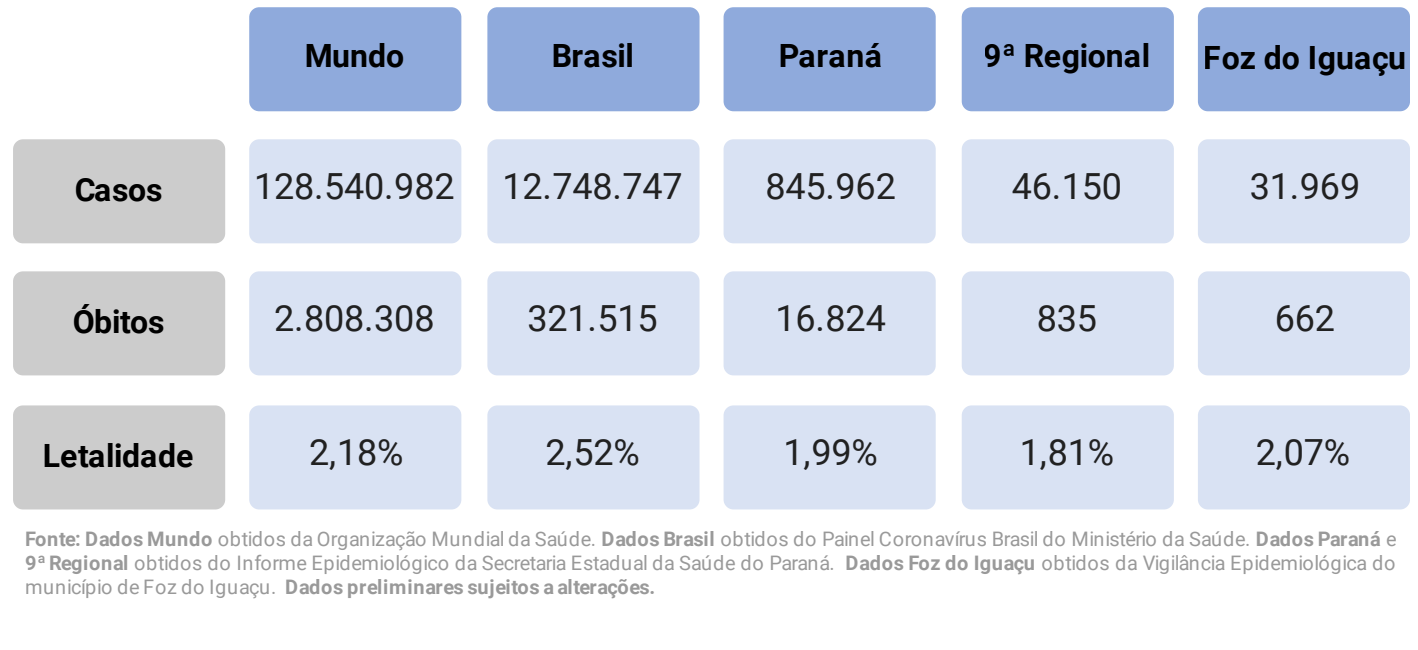 Mundo Brasil Paraná 9ª Regional Foz do Iguaçu
Casos 128.540.982 12.748.747 845.962 46.150 31.969
Óbitos 2.808.308 321.515 16.824 835 662
Letalidade 2,18% 2,52% 1,99% 1,81% 2,07%
Fonte: Dados Mundo obtidos da Organização Mundial da Saúde. Dados Brasil obtidos do Painel Coronavírus Brasil do Ministério da Saúde. Dados Paraná e
9ª Regional obtidos do Informe Epidemiológico da Secretaria Estadual da Saúde do Paraná. Dados Foz do Iguaçu obtidos da Vigilância Epidemiológica do
município de Foz do Iguaçu. Dados preliminares sujeitos a alterações.